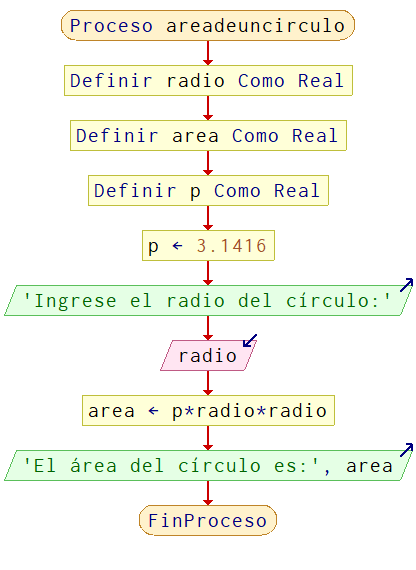 Proceso areadeuncirculo
Definir radio Como Real
Definir area Como Real
Definir p Como Real
p ← 3.1416
'Ingrese el radio del círculo:'
radio
area ← p*radio*radio
'El área del círculo es:', area
FinProceso